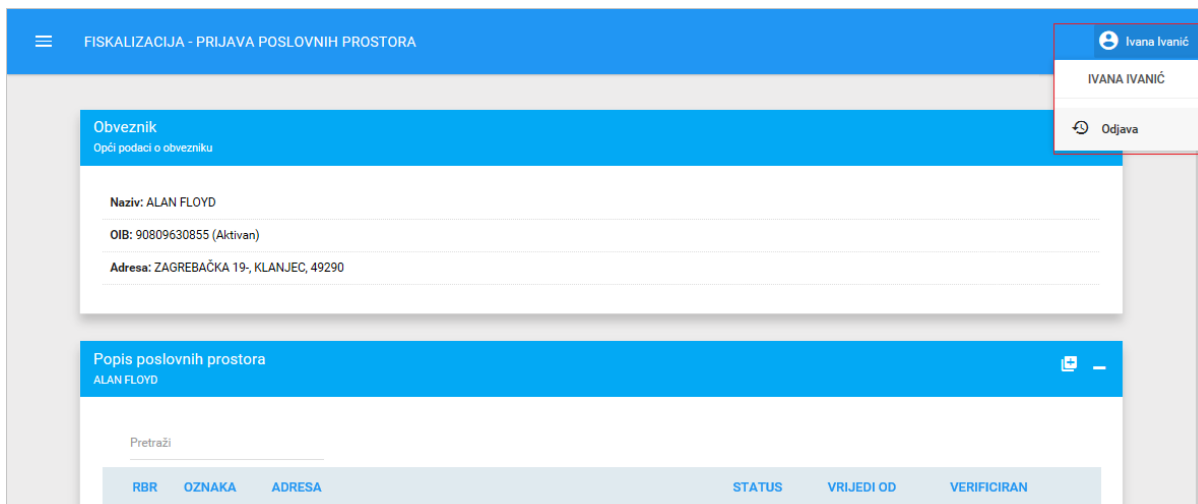 FISKALIZACIJA - PRIJAVA POSLOVNIH PROSTORA
Ivana Ivanić
IVANA IVANIĆ
Odjava
Obveznik
Opći podaci o obvezniku
Naziv: ALAN FLOYD
OIB: 90809630855 (Aktivan)
Adresa: ZAGREBAČKA 19-, KLANJEC, 49290
Popis poslovnih prostora
ALAN FLOYD
Pretraži
RBR OZNAKA ADRESA STATUS VRIJEDI OD VERIFICIRAN